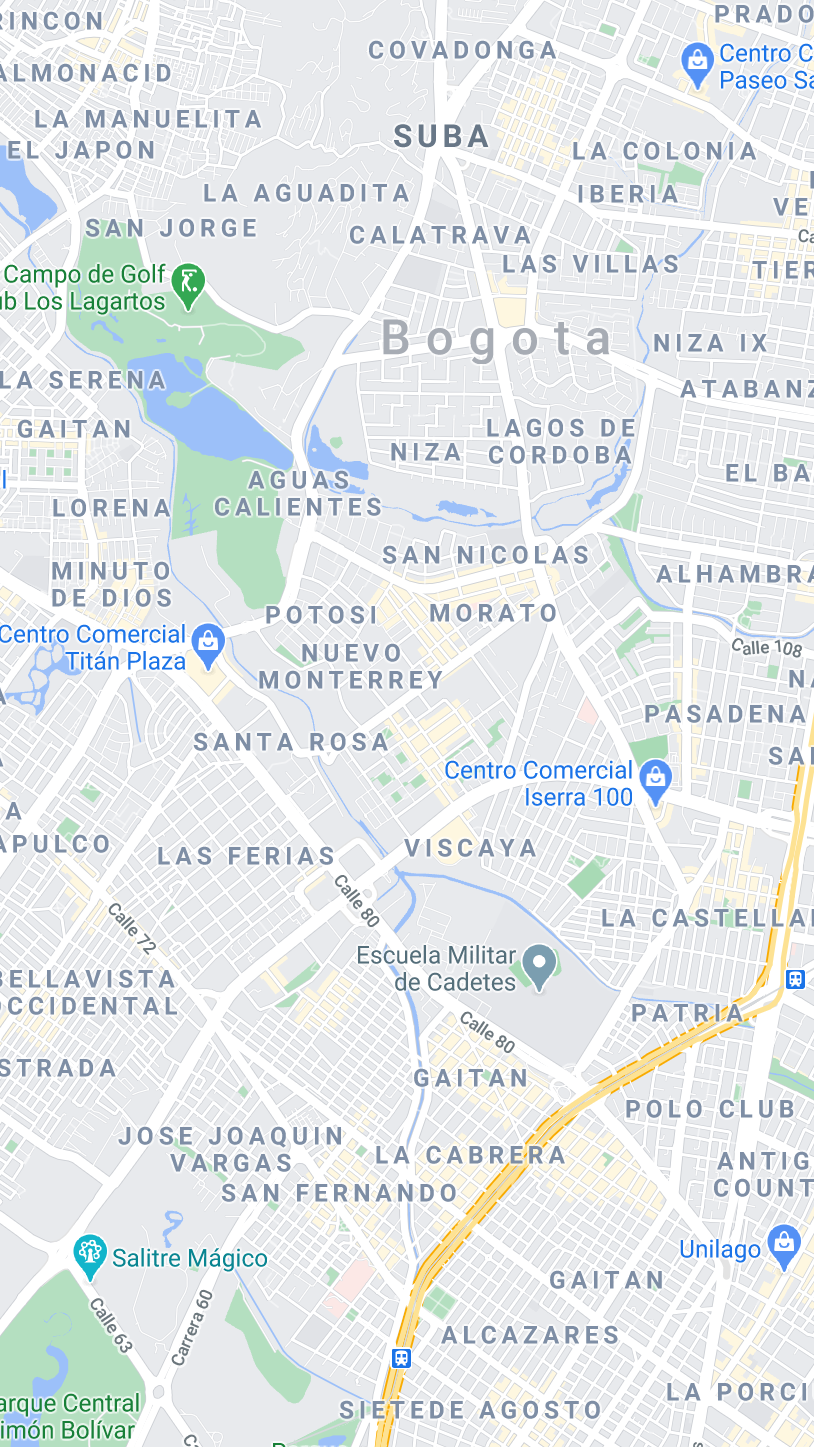 RINCON
PRADO
COVADONGA
Centro C
Paseo Sa
ALMONACID
LA MANUELITA
SUBA
EL JAPON
LA COLONIA
LA AGUADITA
IBERIA
VE
SAN JORGE
CALATRAVA
Ca
LAS VILLAS
TIER
Campo de Golf
ub Los Lagartos
Bogota
NIZA IX
LA SERENA
ATABANZ
GAITAN
LAGOS DE
CORDOBA
NIZA
EL BA
AGUAS
CALIENTES
LORENA
SAN NICOLAS
MINUTO
DE DIOS
ALHAMBRA
POTOSI
MORATO
Centro Comercial
Titán Plaza
NUEVO
MONTERREY
Calle 108
NA
PASADENA
SANTA ROSA
SAN
Centro Comercial
Iserra 100
A
APULCO
LAS FERIAS
VISCAYA
Calle 80
Calle 72
LA CASTELLAN
Escuela Militar
de Cadetes
BELLAVISTA
OCCIDENTAL
PATRIA
Calle 80
STRADA
GAITAN
POLO CLUB
JOSE JOAQUIN
VARGAS
LA CABRERA
ANTIG
COUNT
SAN FERNANDO
Unilago
Salitre Mágico
GAITAN
Calle 63
Carrera 60
ALCAZARES
LA PORCI
arque Central
imón Bolívar
SIETEDE AGOSTO